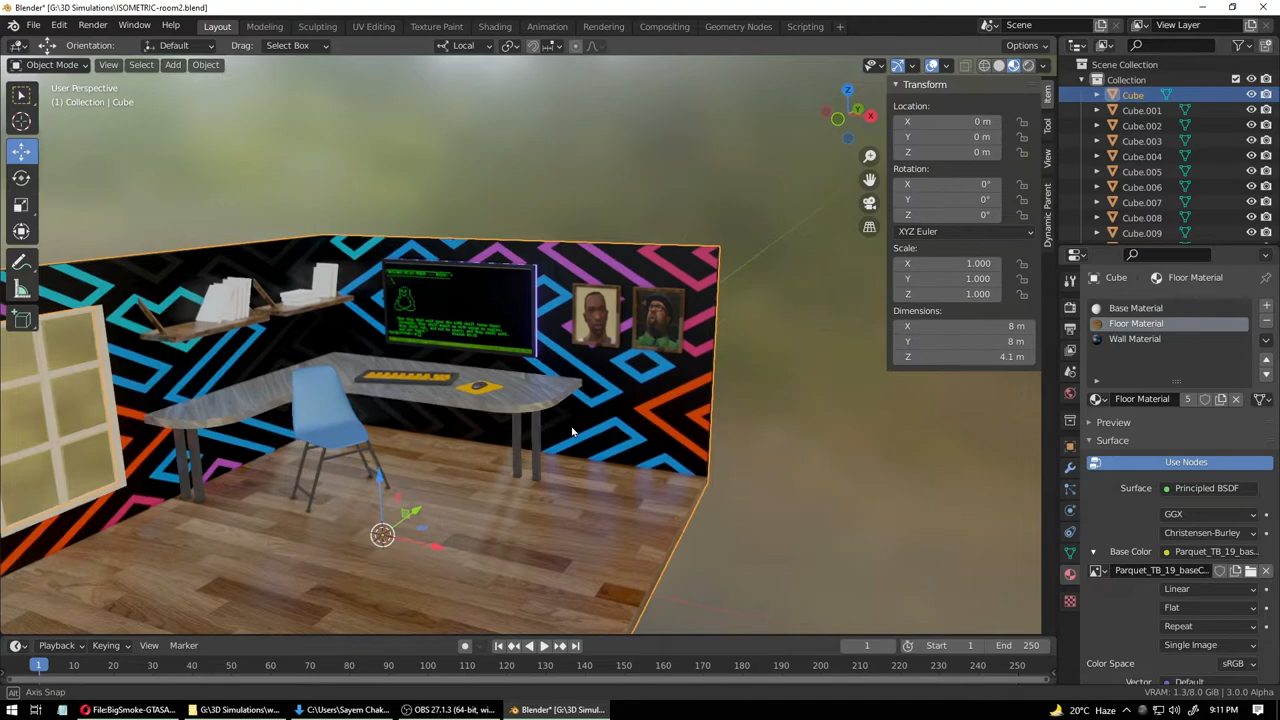 Blender* [G:\3D Simulations\ISOMETRIC-room2.blend]
File Edit Render Window Help Layout Modeling Sculpting UV Editing Texture Paint Shading Animation Rendering Compositing Geometry Nodes Scripting + Scene View Layer
Orientation: Default Drag: Select Box Local Options
Object Mode View Select Add Object
User Perspective
(1) Collection | Cube
Z
Y
X
Transform
Location:
X 0 m
Y 0 m
Z 0 m
Rotation:
X 0°
Y 0°
Z 0°
XYZ Euler
Scale:
X 1.000
Y 1.000
Z 1.000
Dimensions:
X 8 m
Y 8 m
Z 4.1 m
Item
Tool
View
Dynamic Parent
Scene Collection
Collection
Cube
Cube.001
Cube.002
Cube.003
Cube.004
Cube.005
Cube.006
Cube.007
Cube.008
Cube.009
Cube Floor Material
Base Material
Floor Material
Wall Material
Floor Material 5
Preview
Surface
Use Nodes
Surface Principled BSDF
GGX
Christensen-Burley
Base Color Parquet_TB_19_bas...
Parquet_TB_19_baseC...
Linear
Flat
Repeat
Single Image
Color Space sRGB
Vector Default
Playback Keying View Marker 1 Start 1 End 250
1 10 20 30 40 50 60 70 80 90 100 110 120 130 140 150 160 170 180 190 200 210 220 230 240 250
Alt Axis Snap VRAM: 1.3/8.0 GiB | 3.0.0 Alpha
File:BigSmoke-GTASA... G:\3D Simulations\w... C:\Users\Sayem Chak... OBS 27.1.3 (64-bit, wi... Blender* [G:\3D Simul... 20°C Haze 9:11 PM